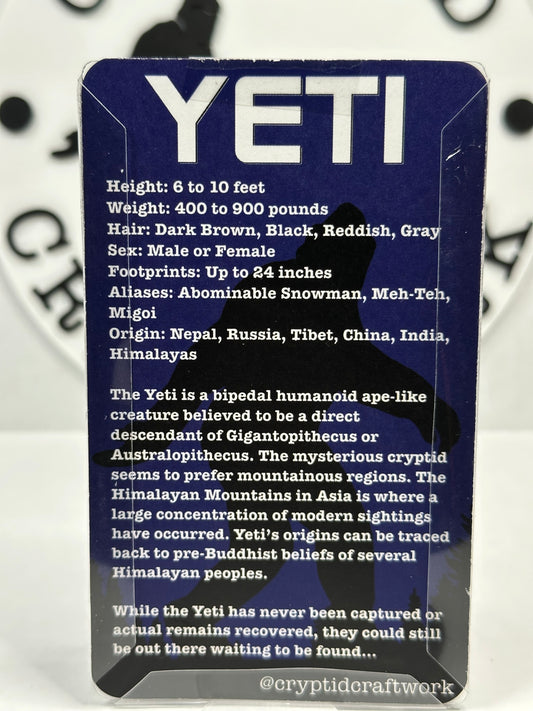 YETI
Height: 6 to 10 feet
Weight: 400 to 900 pounds
Hair: Dark Brown, Black, Reddish, Gray
Sex: Male or Female
Footprints: Up to 24 inches
Aliases: Abominable Snowman, Meh-Teh,
Migoi
Origin: Nepal, Russia, Tibet, China, India,
Himalayas
The Yeti is a bipedal humanoid ape-like
creature believed to be a direct
descendant of Gigantopithecus or
Australopithecus. The mysterious cryptid
seems to prefer mountainous regions. The
Himalayan Mountains in Asia is where a
large concentration of modern sightings
have occurred. Yeti's origins can be traced
back to pre-Buddhist beliefs of several
Himalayan peoples.
While the Yeti has never been captured or
actual remains recovered, they could still
be out there waiting to be found...
@cryptidcraftwork